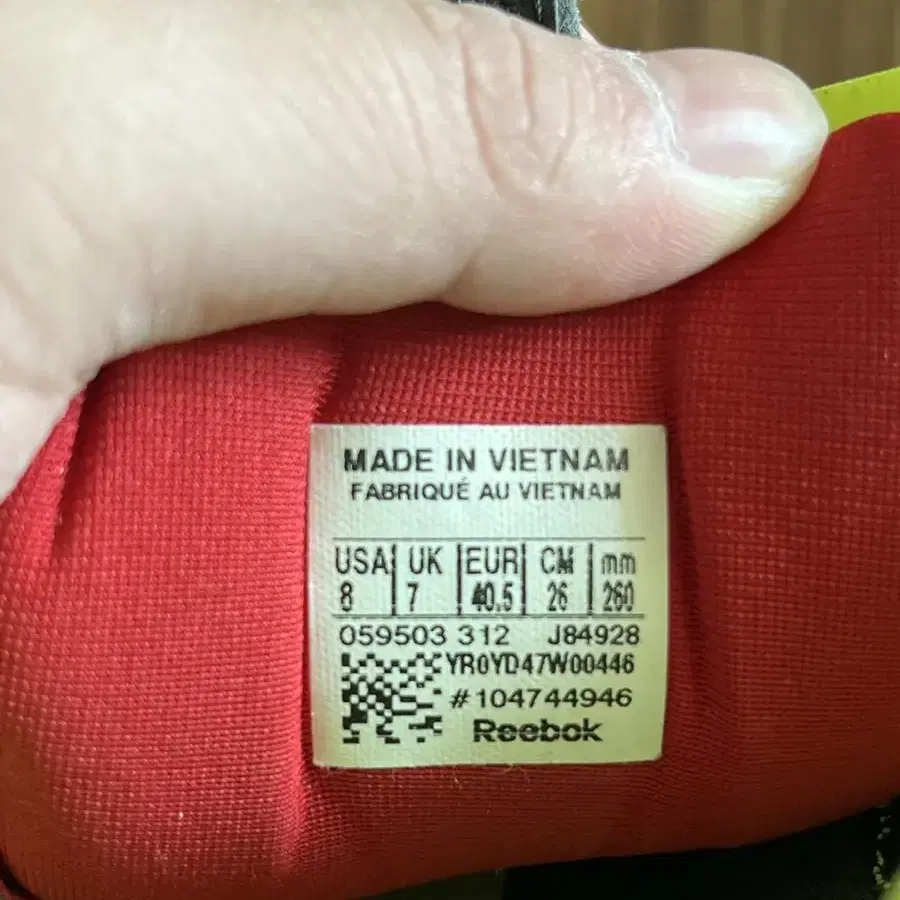 MADE IN VIETNAM
FABRIQUÉ AU VIETNAM
USA UK EUR CM mm
8 7 40.5 26 260
059503 312 J84928
YR0YD47W00446
#104744946
Reebok